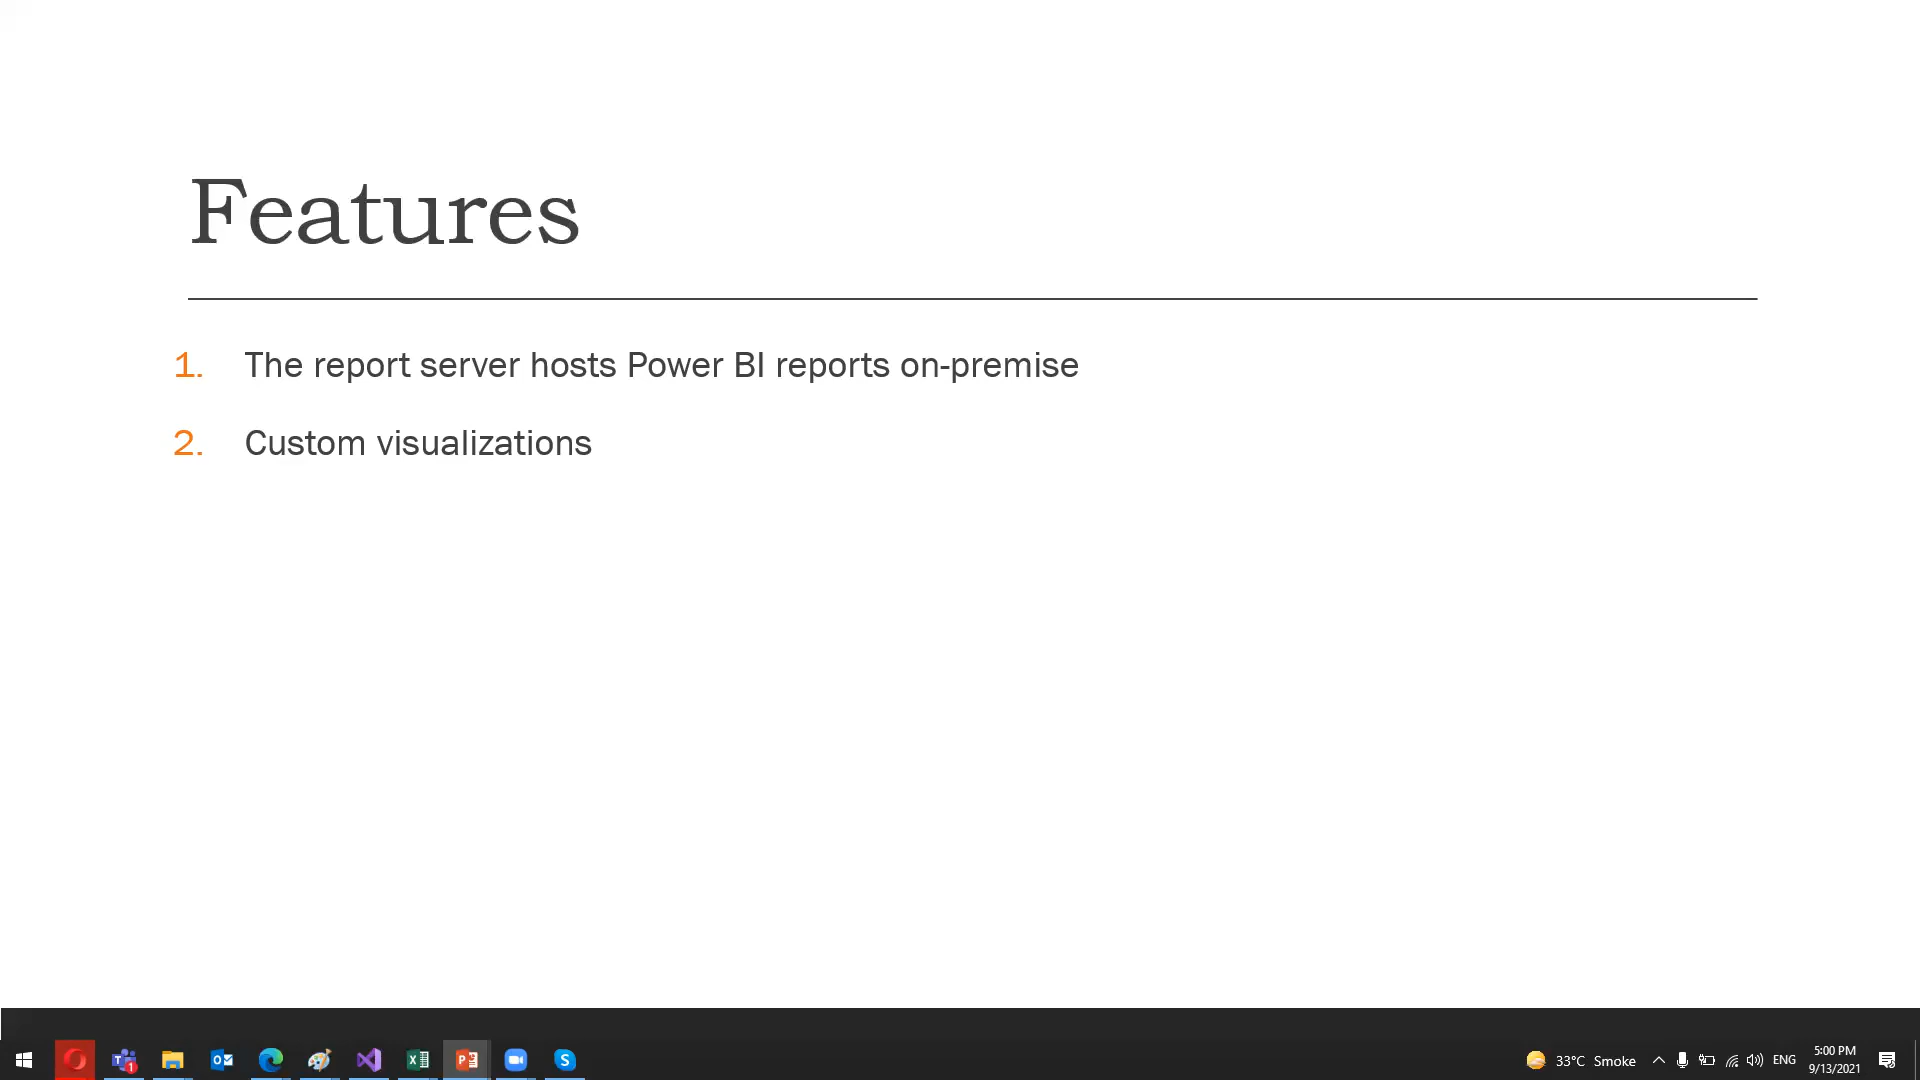 Features
1. The report server hosts Power BI reports on-premise
2. Custom visualizations
33°C Smoke
ENG
5:00 PM
9/13/2021